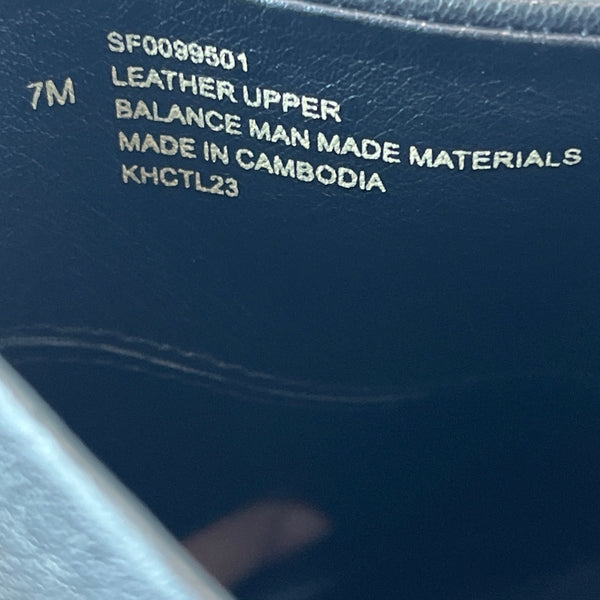 SF0099501
7M
LEATHER UPPER
BALANCE MAN MADE MATERIALS
MADE IN CAMBODIA
KHCTL23